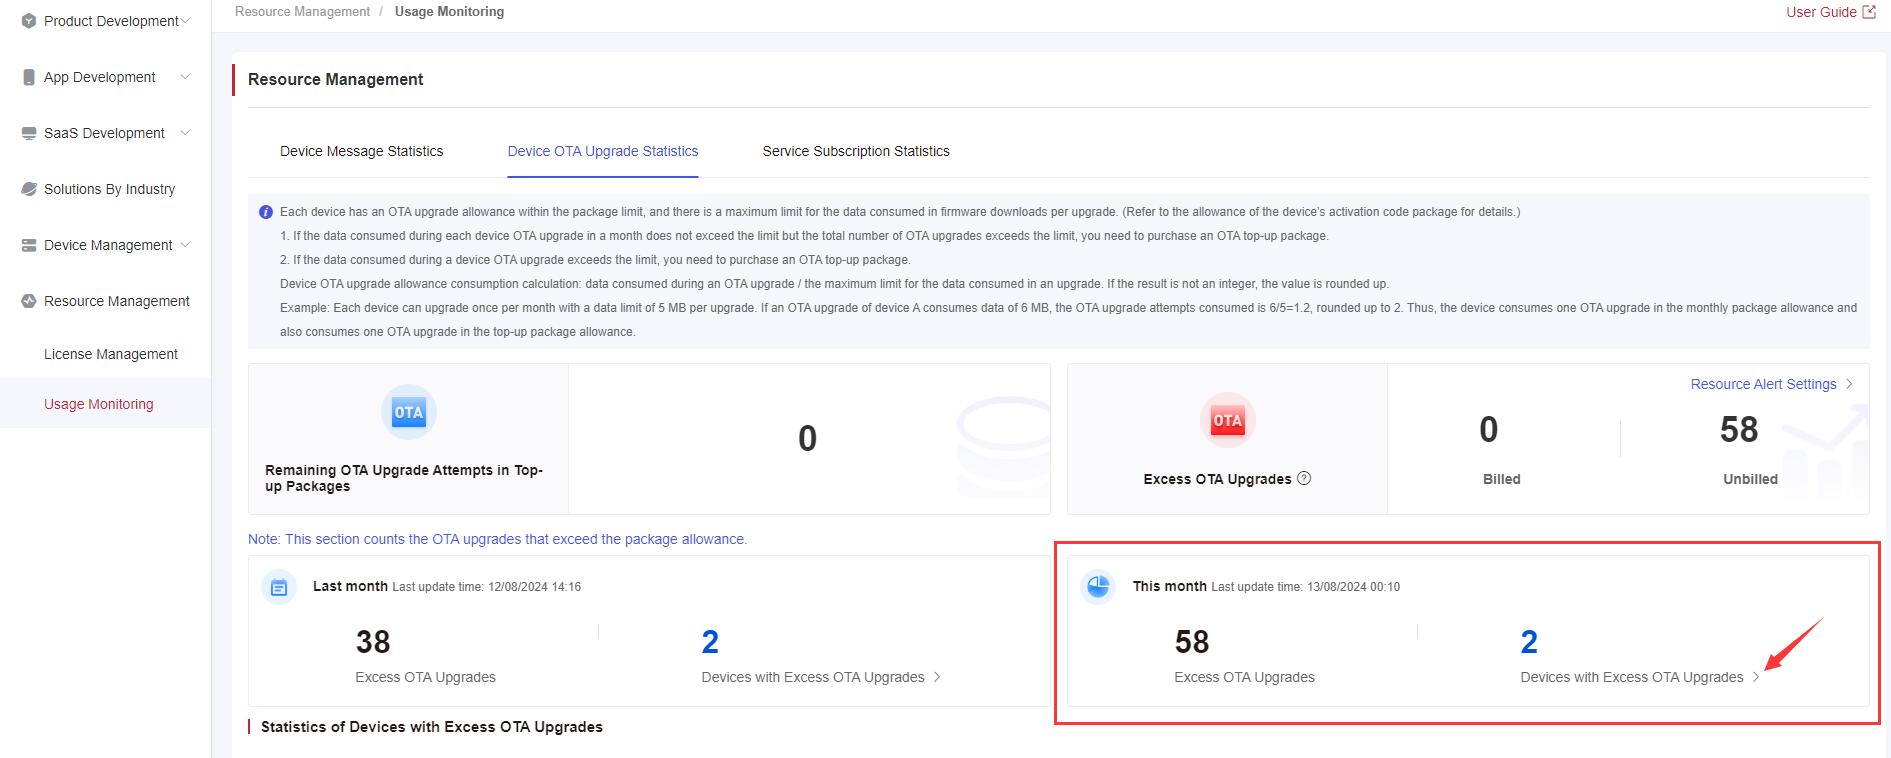 Product Development
App Development
SaaS Development
Solutions By Industry
Device Management
Resource Management
License Management
Usage Monitoring
Resource Management / Usage Monitoring
User Guide
Resource Management
Device Message Statistics
Device OTA Upgrade Statistics
Service Subscription Statistics
Each device has an OTA upgrade allowance within the package limit, and there is a maximum limit for the data consumed in firmware downloads per upgrade. (Refer to the allowance of the device's activation code package for details.)
1. If the data consumed during each device OTA upgrade in a month does not exceed the limit but the total number of OTA upgrades exceeds the limit, you need to purchase an OTA top-up package.
2. If the data consumed during a device OTA upgrade exceeds the limit, you need to purchase an OTA top-up package.
Device OTA upgrade allowance consumption calculation: data consumed during an OTA upgrade / the maximum limit for the data consumed in an upgrade. If the result is not an integer, the value is rounded up.
Example: Each device can upgrade once per month with a data limit of 5 MB per upgrade. If an OTA upgrade of device A consumes data of 6 MB, the OTA upgrade attempts consumed is 6/5=1.2, rounded up to 2. Thus, the device consumes one OTA upgrade in the monthly package allowance and
also consumes one OTA upgrade in the top-up package allowance.
OTA
Remaining OTA Upgrade Attempts in Top-
up Packages
0
OTA
Excess OTA Upgrades
Resource Alert Settings
0
Billed
58
Unbilled
Note: This section counts the OTA upgrades that exceed the package allowance.
Last month Last update time: 12/08/2024 14:16
38
Excess OTA Upgrades
2
Devices with Excess OTA Upgrades
This month Last update time: 13/08/2024 00:10
58
Excess OTA Upgrades
2
Devices with Excess OTA Upgrades
Statistics of Devices with Excess OTA Upgrades